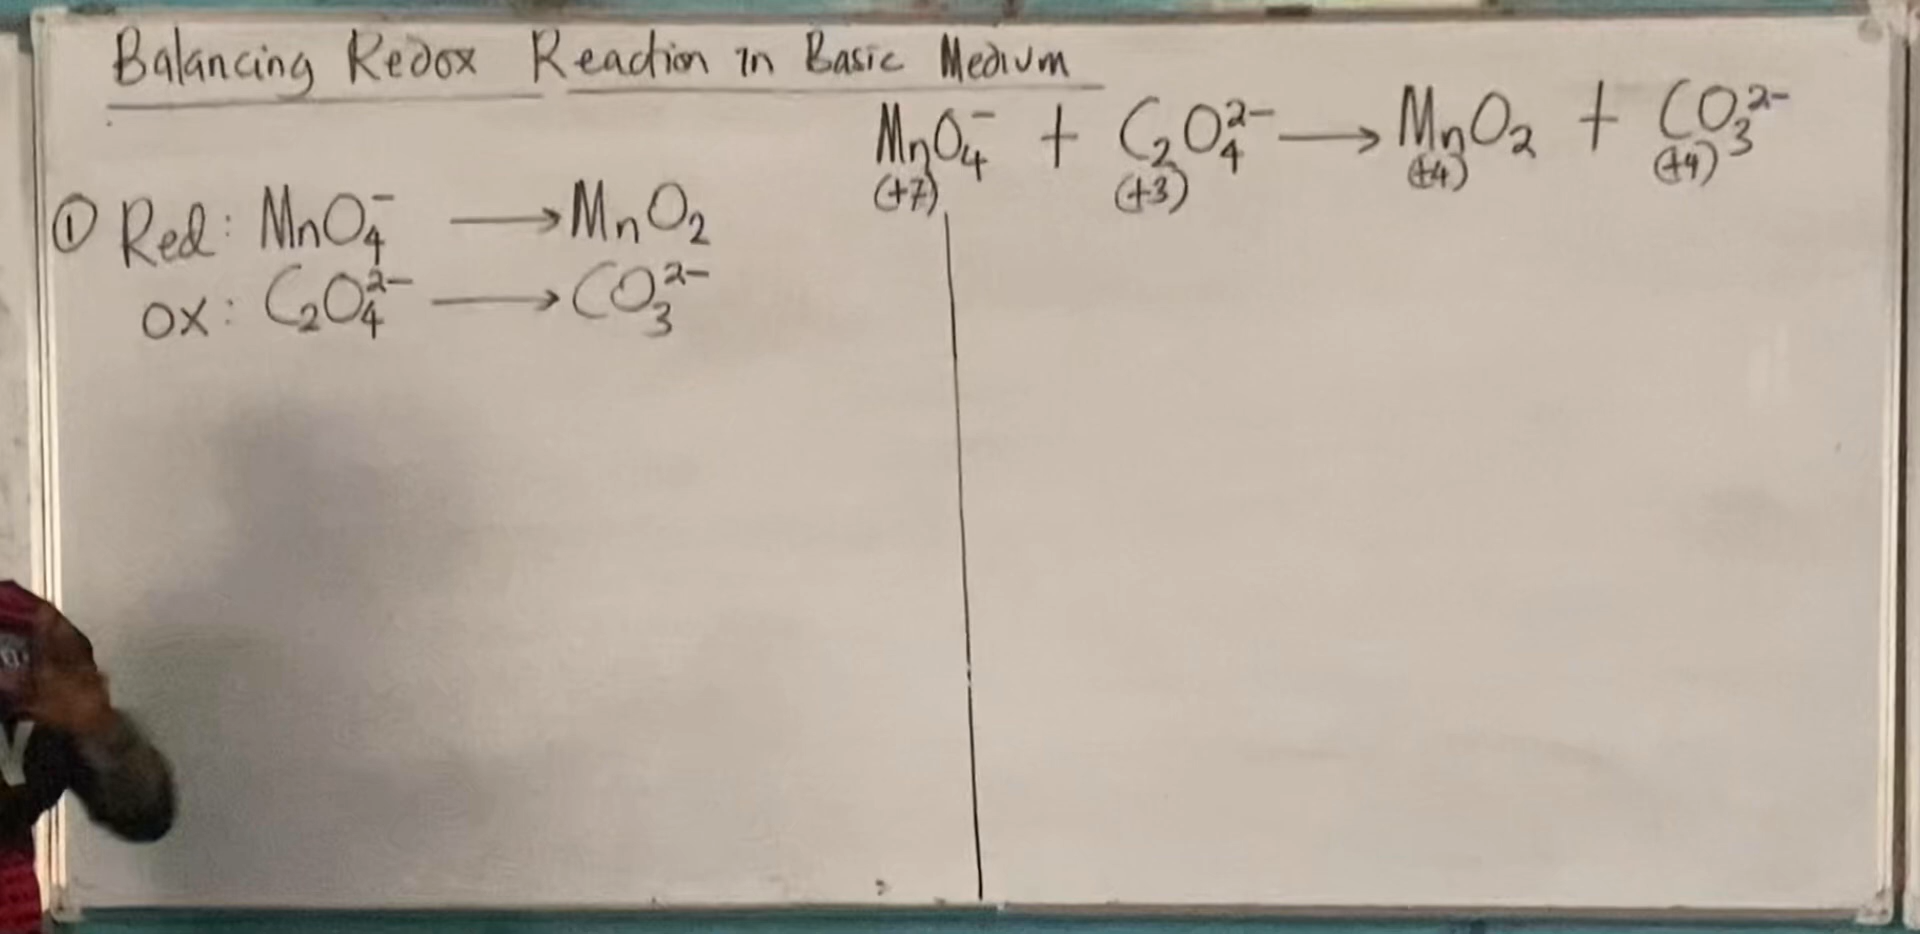 Balancing Redox Reaction in Basic Medium
MnO₄⁻ + C₂O₄²⁻ → MnO₂ + CO₃²⁻
(+7) (+3) (+4) (+4)
① Red: MnO₄⁻ → MnO₂
OX: C₂O₄²⁻ → CO₃²⁻